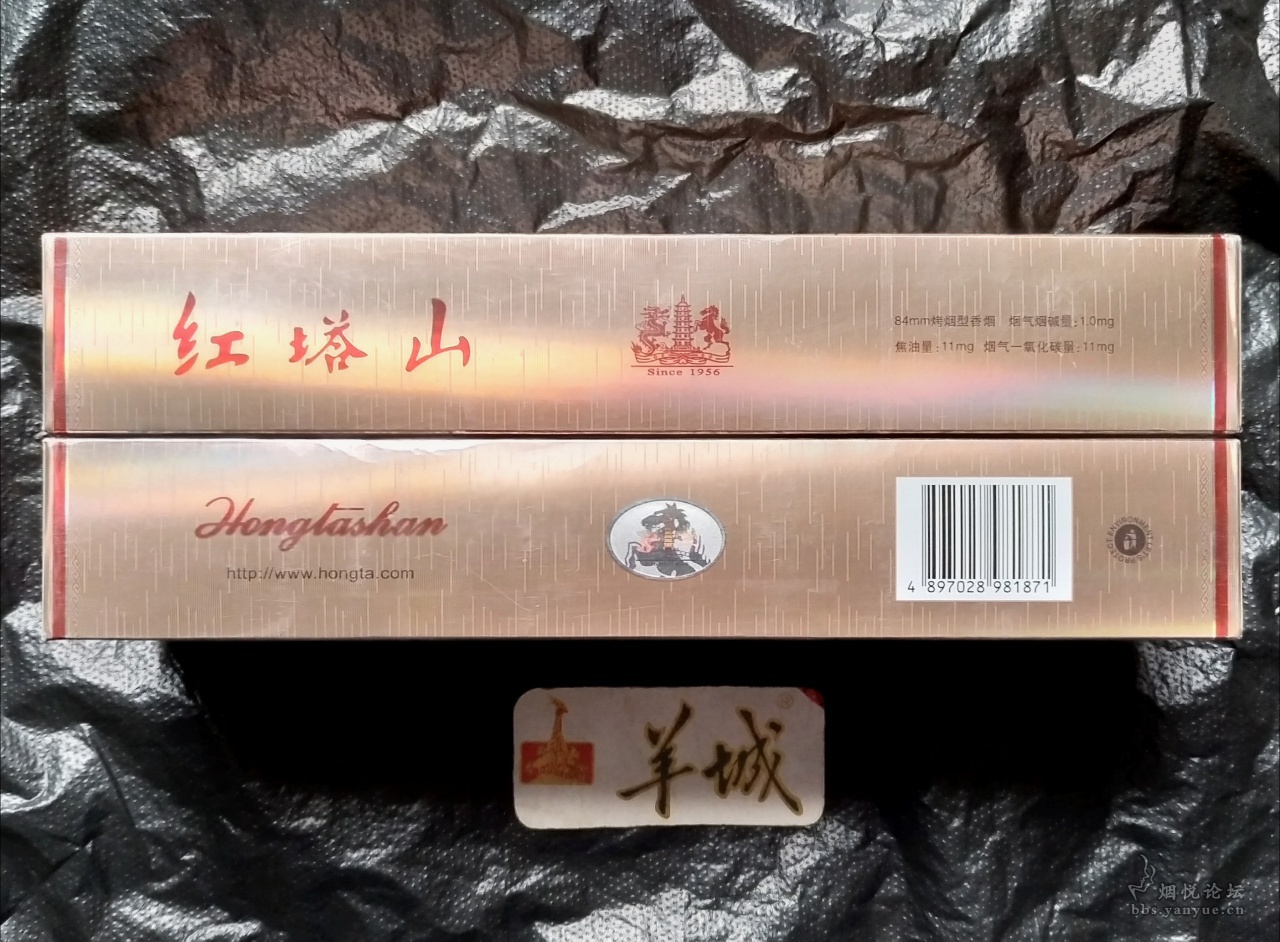 红塔山
Since 1956
84mm烤烟型香烟 烟气烟碱量:1.0mg
焦油量:11mg 烟气一氧化碳量:11mg
Hongtashan
http://www.hongta.com
4 897028 981871
羊城
烟悦论坛
bbs.yanyue.cn